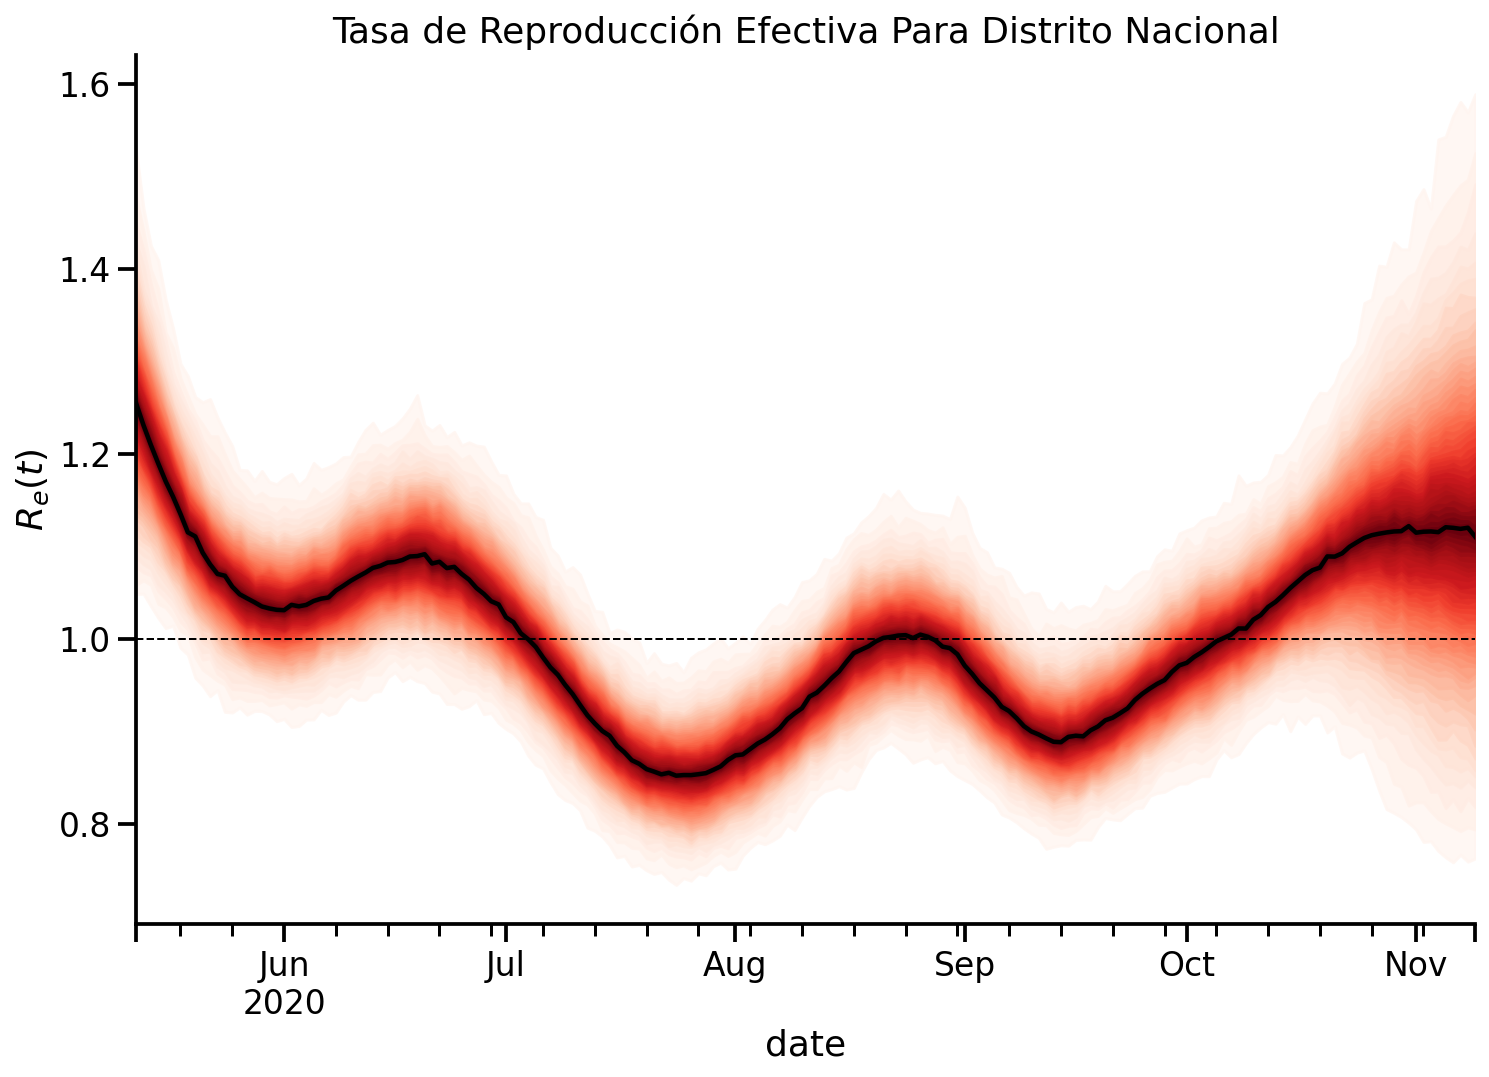 Tasa de Reproducción Efectiva Para Distrito Nacional
1.6
1.4
1.2
1.0
0.8
R_e(t)
Jun
2020
Jul
Aug
Sep
Oct
Nov
date